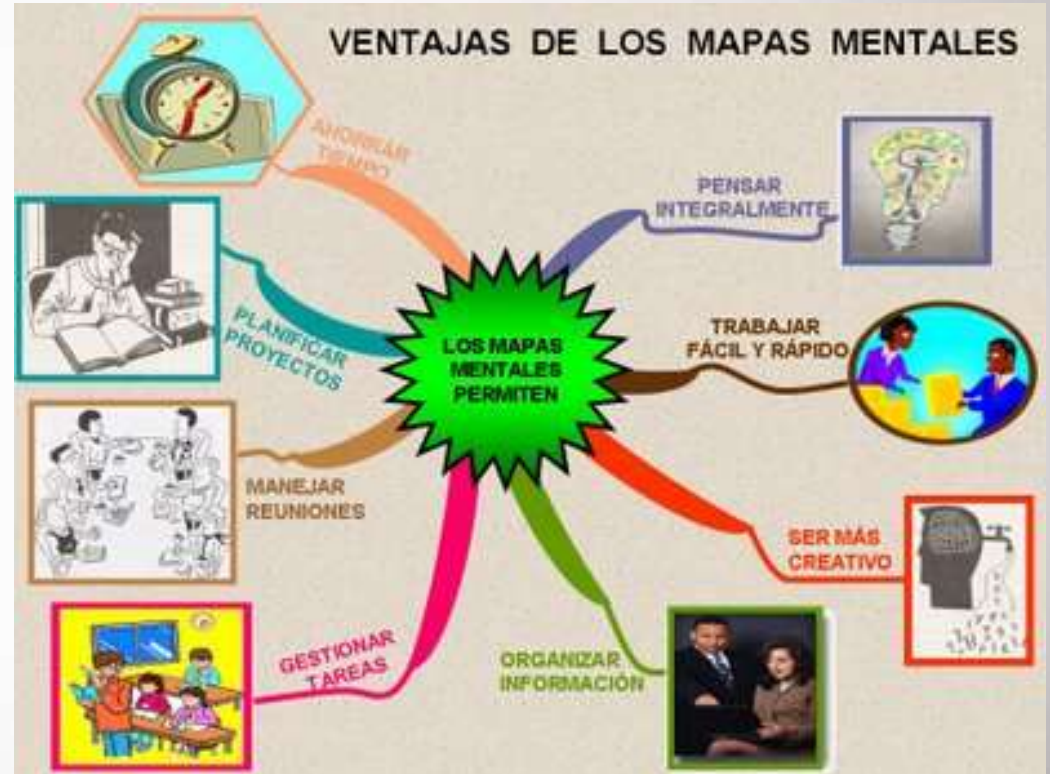 VENTAJAS DE LOS MAPAS MENTALES
AHORRAR
TIEMPO
PENSAR
INTEGRALMENTE
PLANIFICAR
PROYECTOS
LOS MAPAS
MENTALES
PERMITEN
TRABAJAR
FÁCIL Y RÁPIDO
MANEJAR
REUNIONES
SER MÁS
CREATIVO
GESTIONAR
TAREAS
ORGANIZAR
INFORMACIÓN